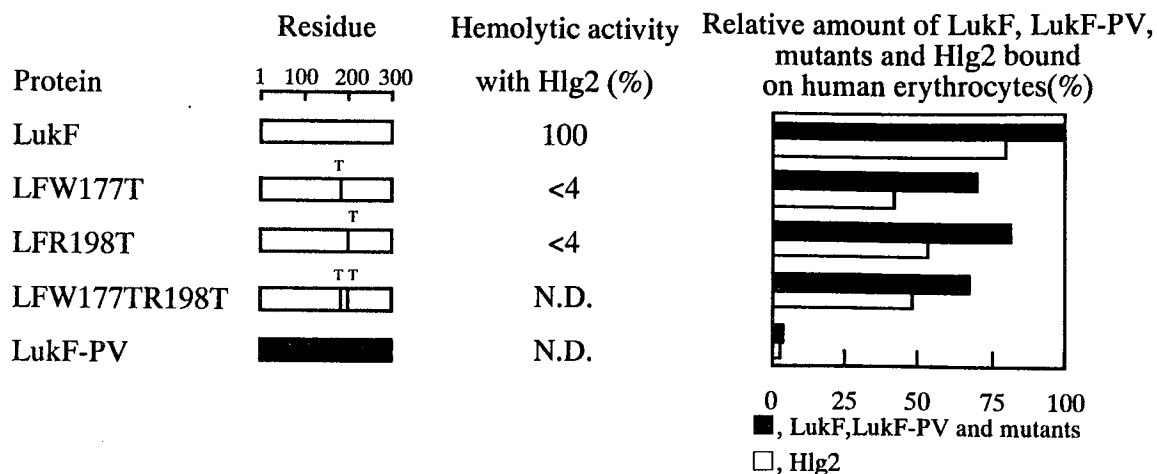 Residue
Hemolytic activity
with Hlg2 (%)
Relative amount of LukF, LukF-PV,
mutants and Hlg2 bound
on human erythrocytes(%)
Protein
1 100 200 300
LukF
100
T
LFW177T
<4
T
LFR198T
<4
T T
LFW177TR198T
N.D.
LukF-PV
N.D.
0 25 50 75 100
■, LukF,LukF-PV and mutants
□, Hlg2